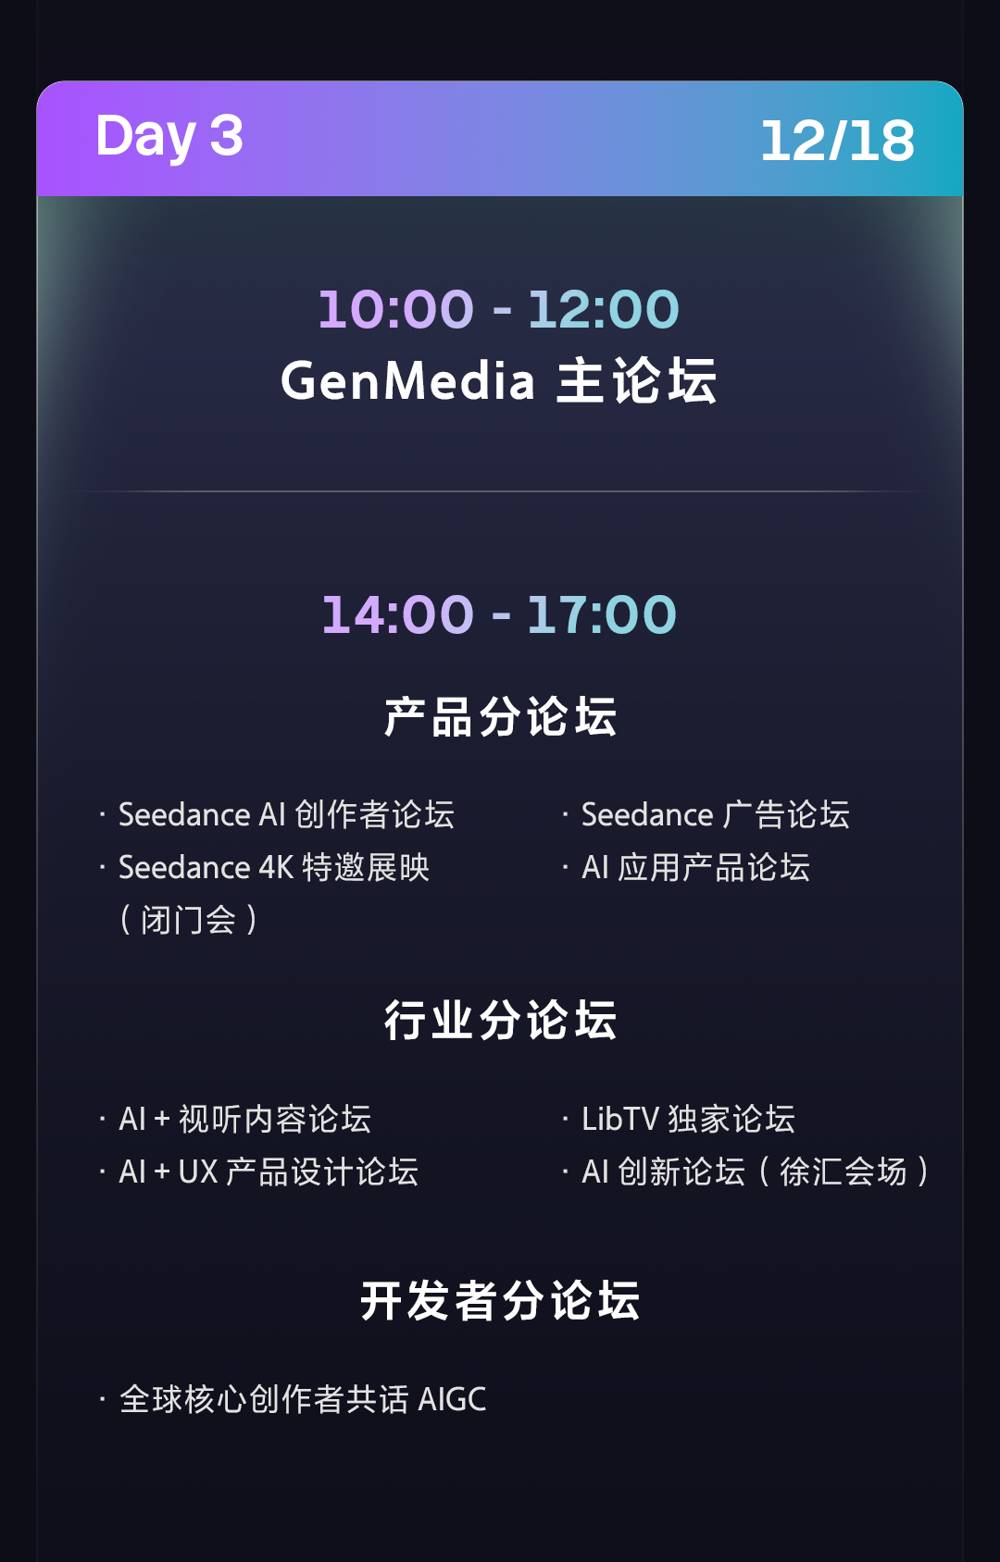 Day 3
12/18
10:00 - 12:00
GenMedia 主论坛
14:00 - 17:00
产品分论坛
· Seedance AI 创作者论坛
· Seedance 4K 特邀展映
( 闭门会 )
· Seedance 广告论坛
· AI 应用产品论坛
行业分论坛
· AI + 视听内容论坛
· AI + UX 产品设计论坛
· LibTV 独家论坛
· AI 创新论坛 ( 徐汇会场 )
开发者分论坛
· 全球核心创作者共话 AIGC